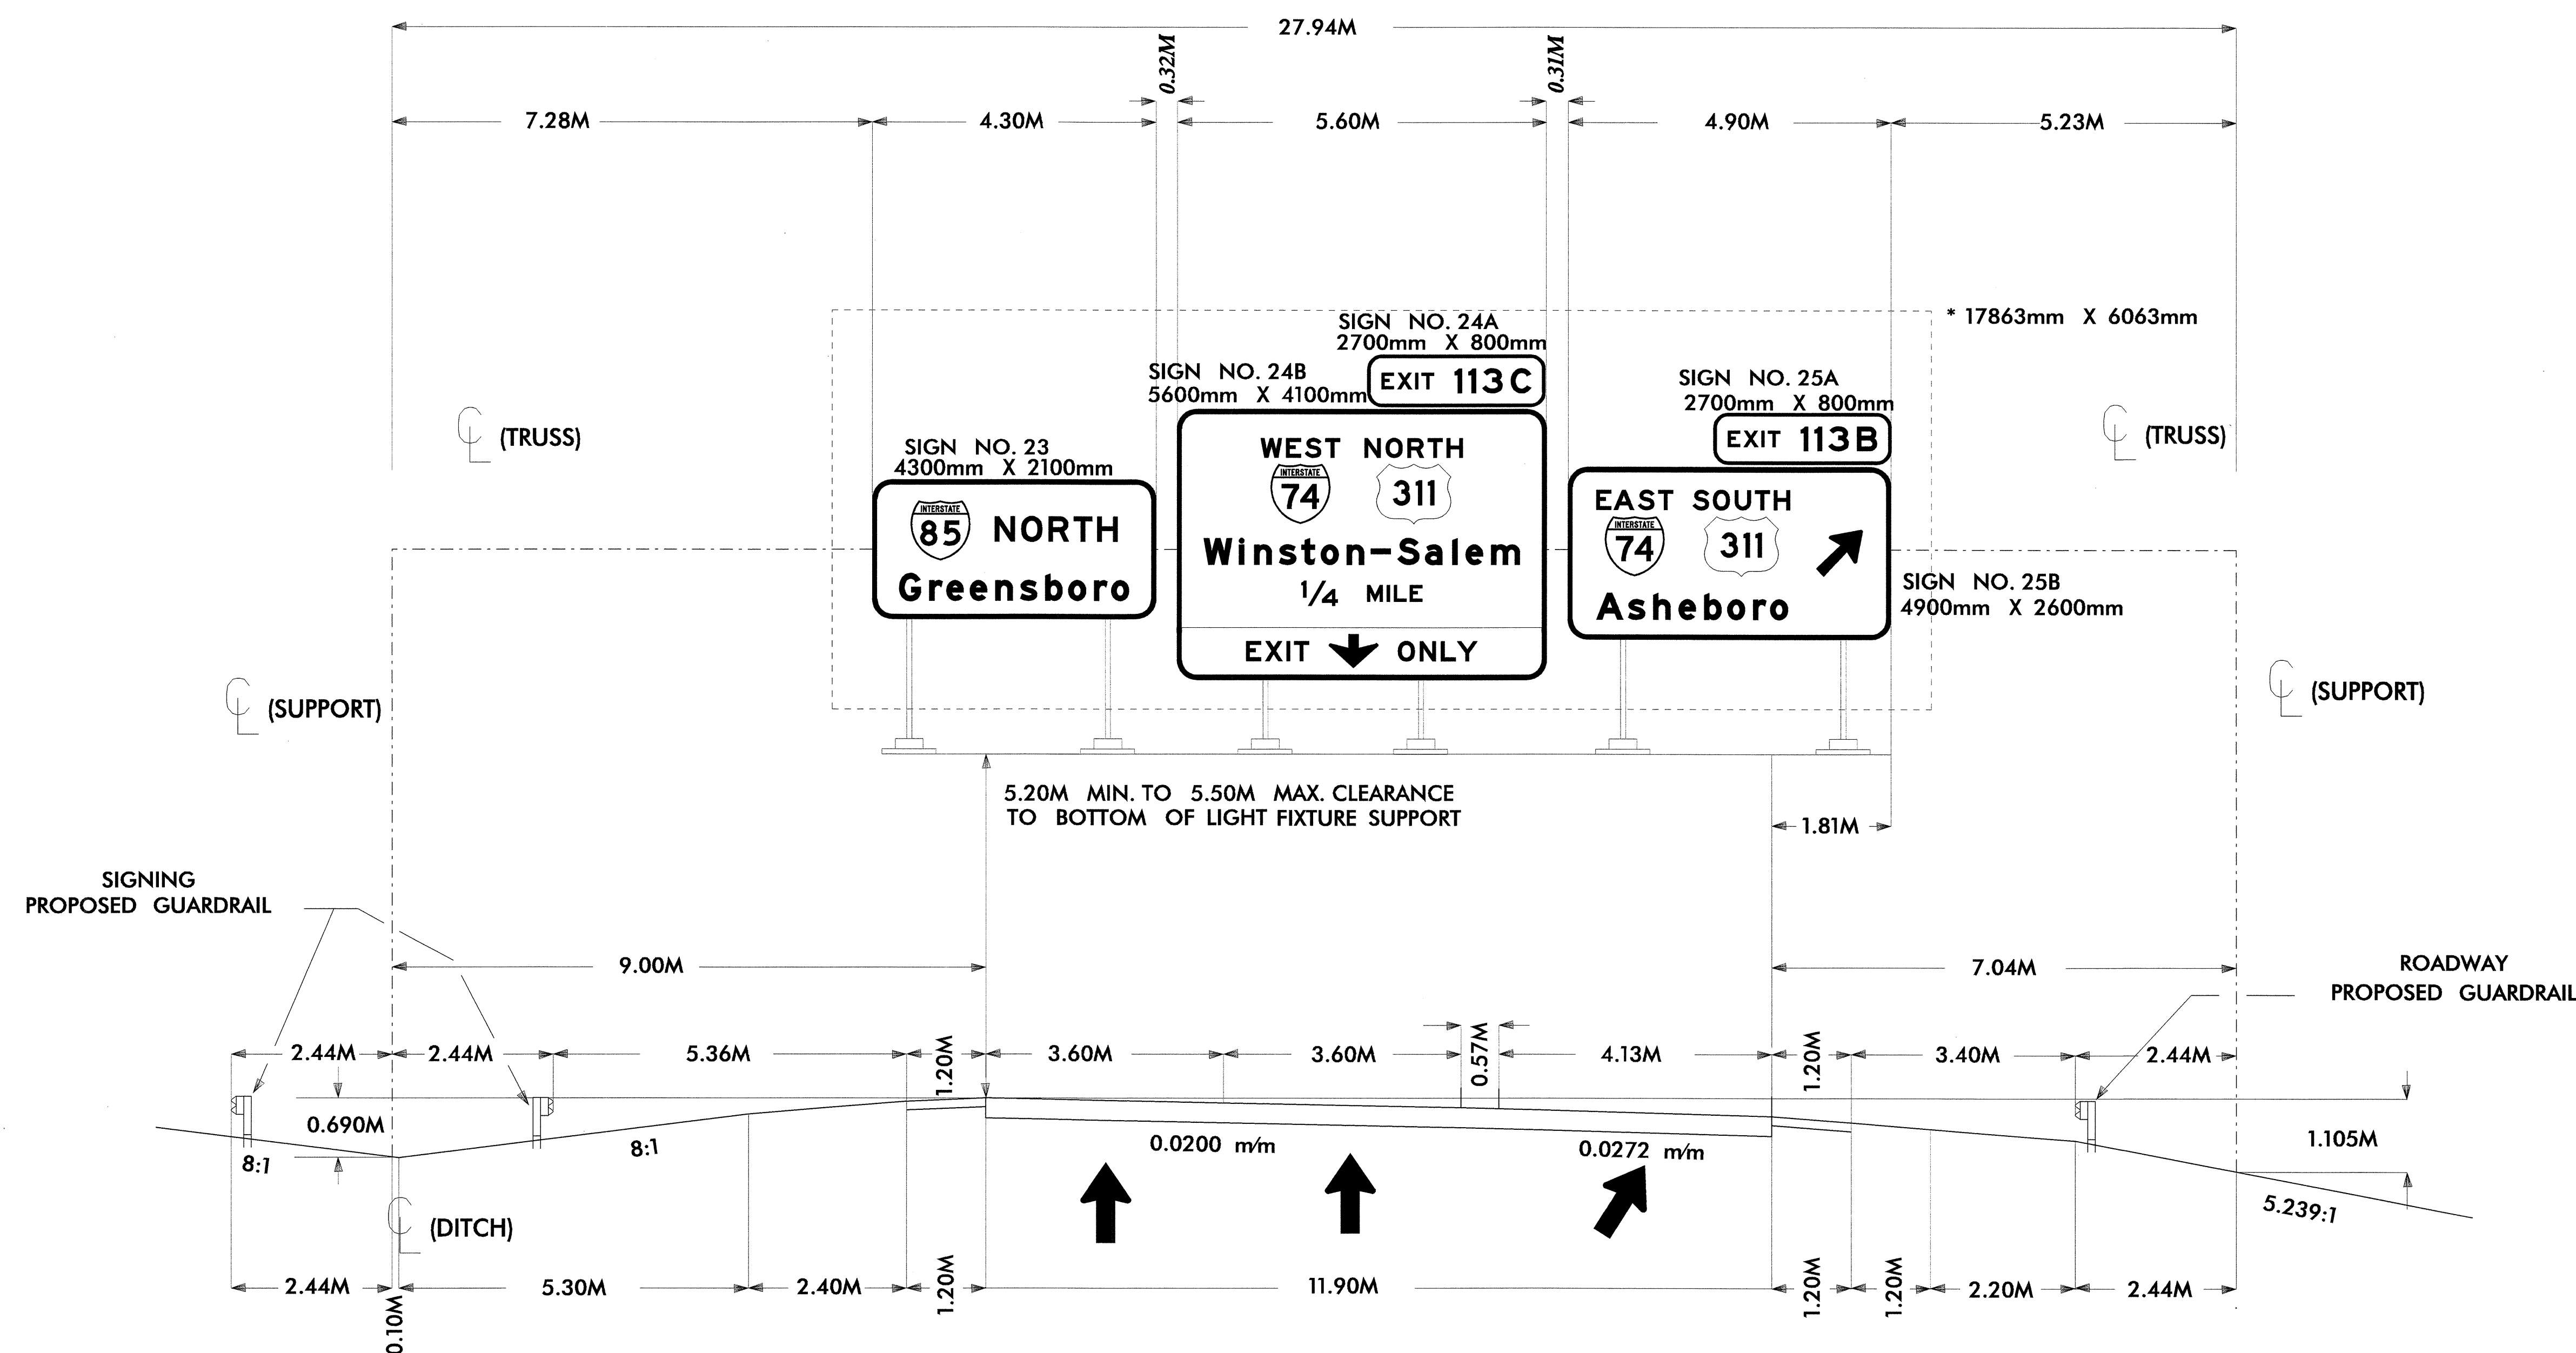 27.94M
0.32M
0.31M
7.28M
4.30M
5.60M
4.90M
5.23M
* 17863mm X 6063mm
SIGN NO. 24A
2700mm X 800mm
EXIT 113C
SIGN NO. 24B
5600mm X 4100mm
SIGN NO. 25A
2700mm X 800mm
EXIT 113B
CL (TRUSS)
CL (TRUSS)
SIGN NO. 23
4300mm X 2100mm
INTERSTATE
85 NORTH
Greensboro
WEST NORTH
INTERSTATE
74 311
Winston-Salem
1/4 MILE
EXIT ONLY
EAST SOUTH
INTERSTATE
74 311
Asheboro
SIGN NO. 25B
4900mm X 2600mm
CL (SUPPORT)
CL (SUPPORT)
5.20M MIN. TO 5.50M MAX. CLEARANCE
TO BOTTOM OF LIGHT FIXTURE SUPPORT
1.81M
SIGNING
PROPOSED GUARDRAIL
9.00M
7.04M
ROADWAY
PROPOSED GUARDRAIL
2.44M
2.44M
5.36M
1.20M
3.60M
3.60M
0.57M
4.13M
1.20M
3.40M
2.44M
0.690M
8:1
8:1
0.0200 m/m
0.0272 m/m
1.105M
5.239:1
CL (DITCH)
2.44M
0.10M
5.30M
2.40M
1.20M
11.90M
1.20M
1.20M
2.20M
2.44M